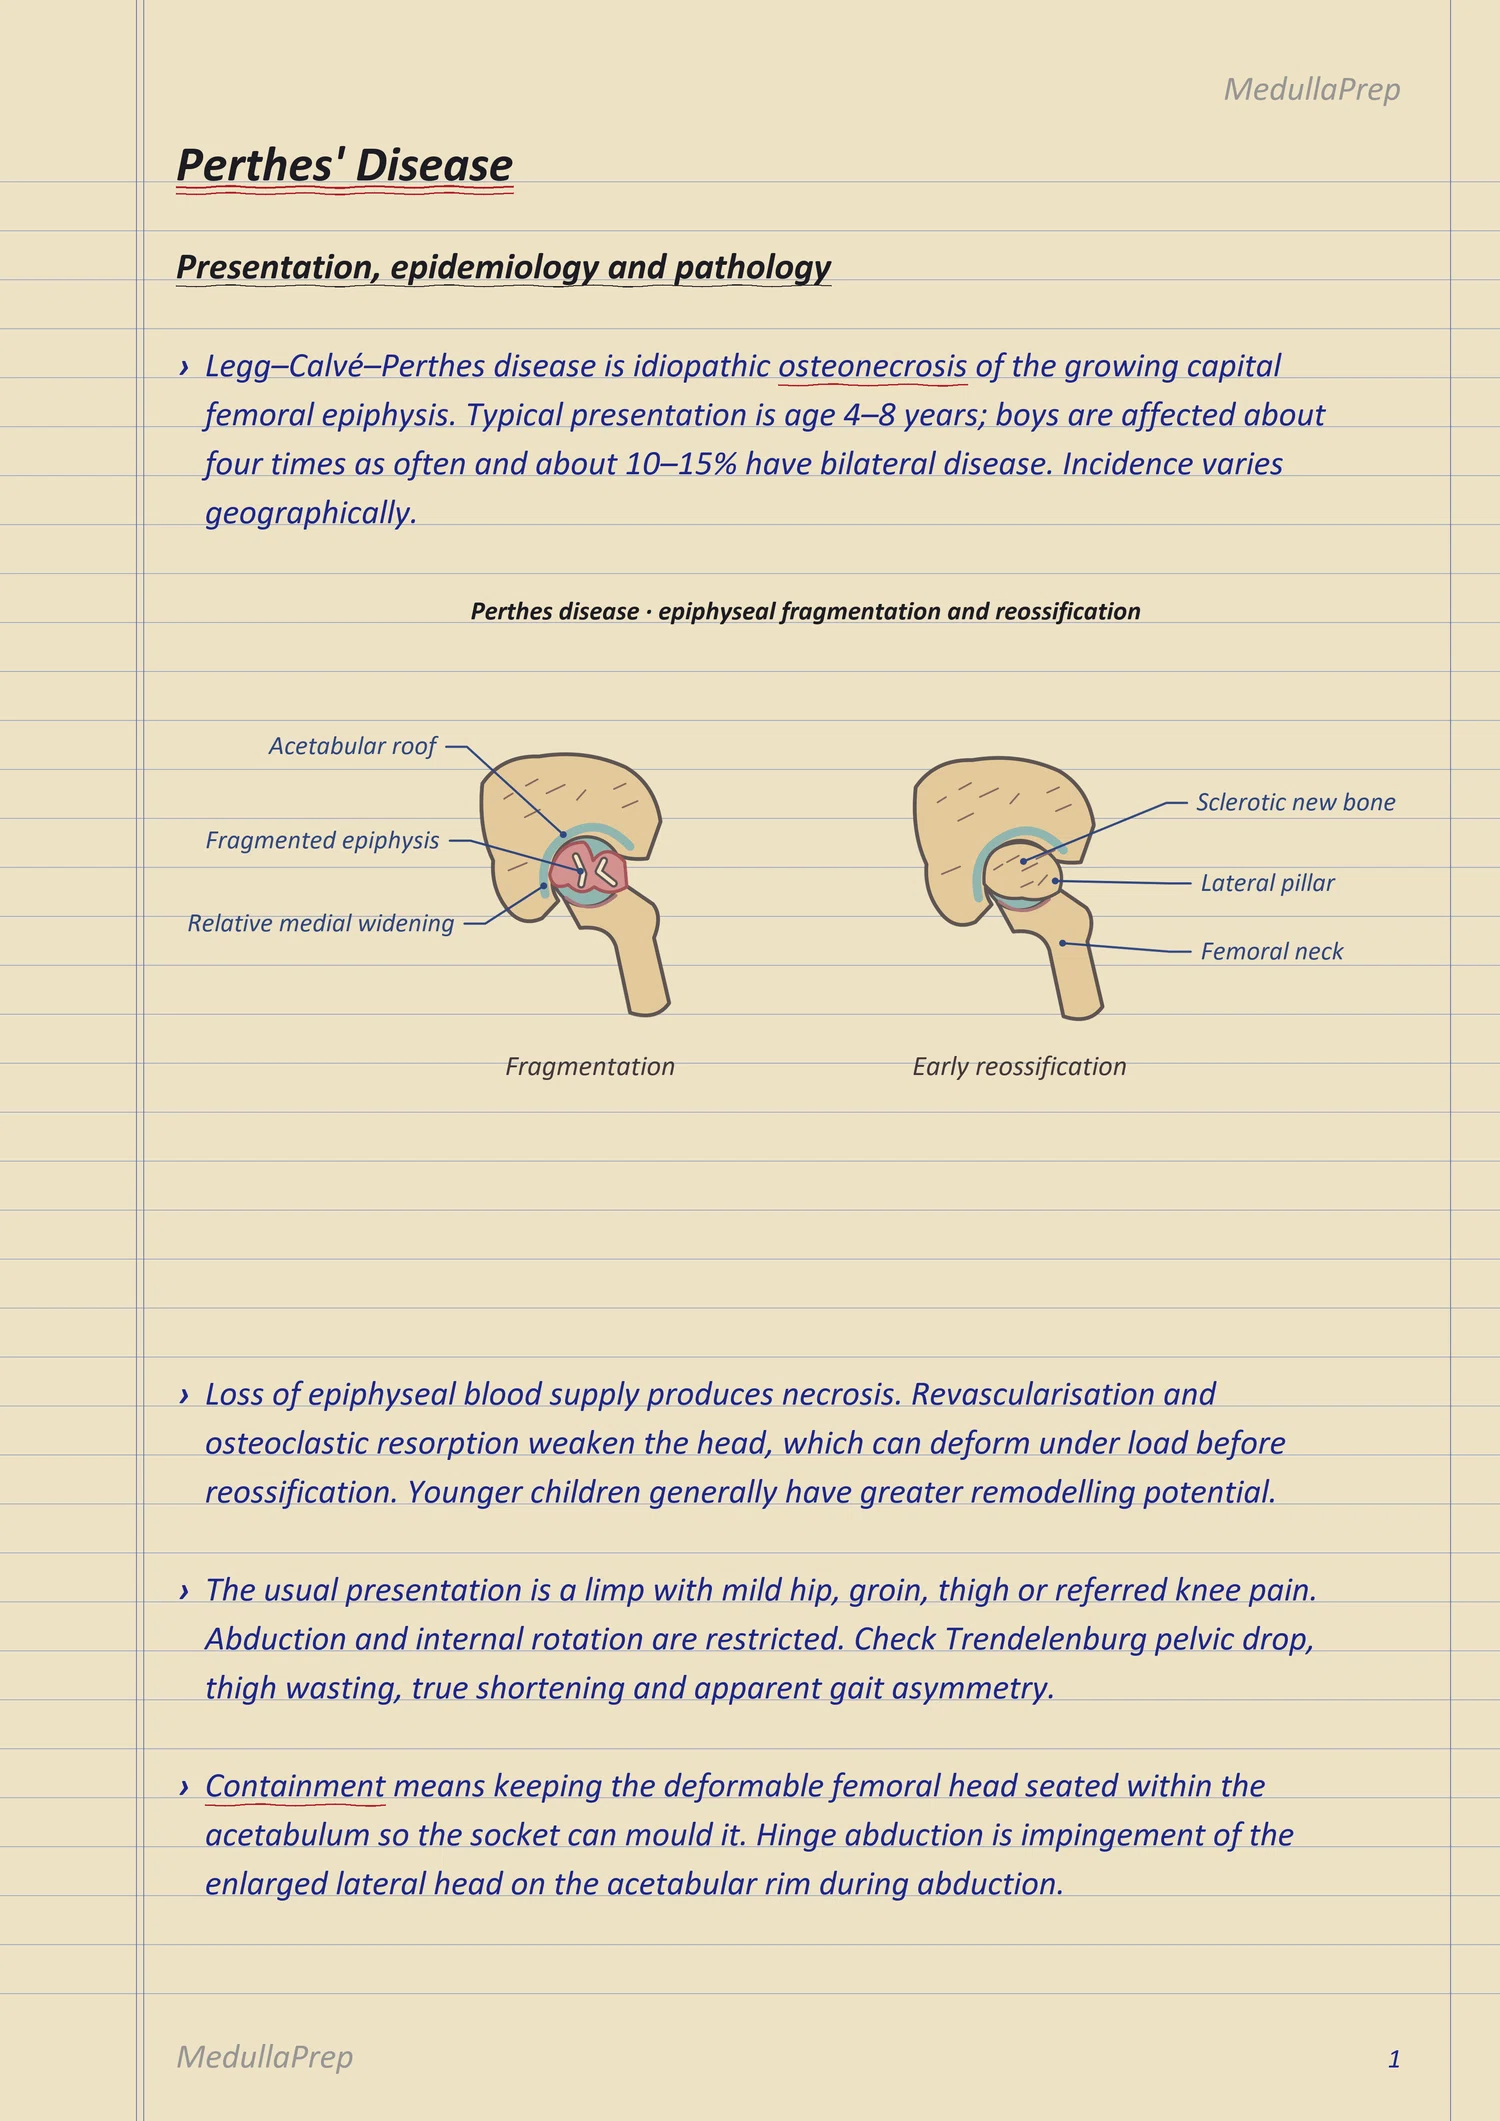 MedullaPrep
Perthes' Disease
Presentation, epidemiology and pathology
› Legg–Calvé–Perthes disease is idiopathic osteonecrosis of the growing capital
femoral epiphysis. Typical presentation is age 4–8 years; boys are affected about
four times as often and about 10–15% have bilateral disease. Incidence varies
geographically.
Perthes disease · epiphyseal fragmentation and reossification
Acetabular roof
Fragmented epiphysis
Relative medial widening
Fragmentation
Sclerotic new bone
Lateral pillar
Femoral neck
Early reossification
› Loss of epiphyseal blood supply produces necrosis. Revascularisation and
osteoclastic resorption weaken the head, which can deform under load before
reossification. Younger children generally have greater remodelling potential.
› The usual presentation is a limp with mild hip, groin, thigh or referred knee pain.
Abduction and internal rotation are restricted. Check Trendelenburg pelvic drop,
thigh wasting, true shortening and apparent gait asymmetry.
› Containment means keeping the deformable femoral head seated within the
acetabulum so the socket can mould it. Hinge abduction is impingement of the
enlarged lateral head on the acetabular rim during abduction.
MedullaPrep
1